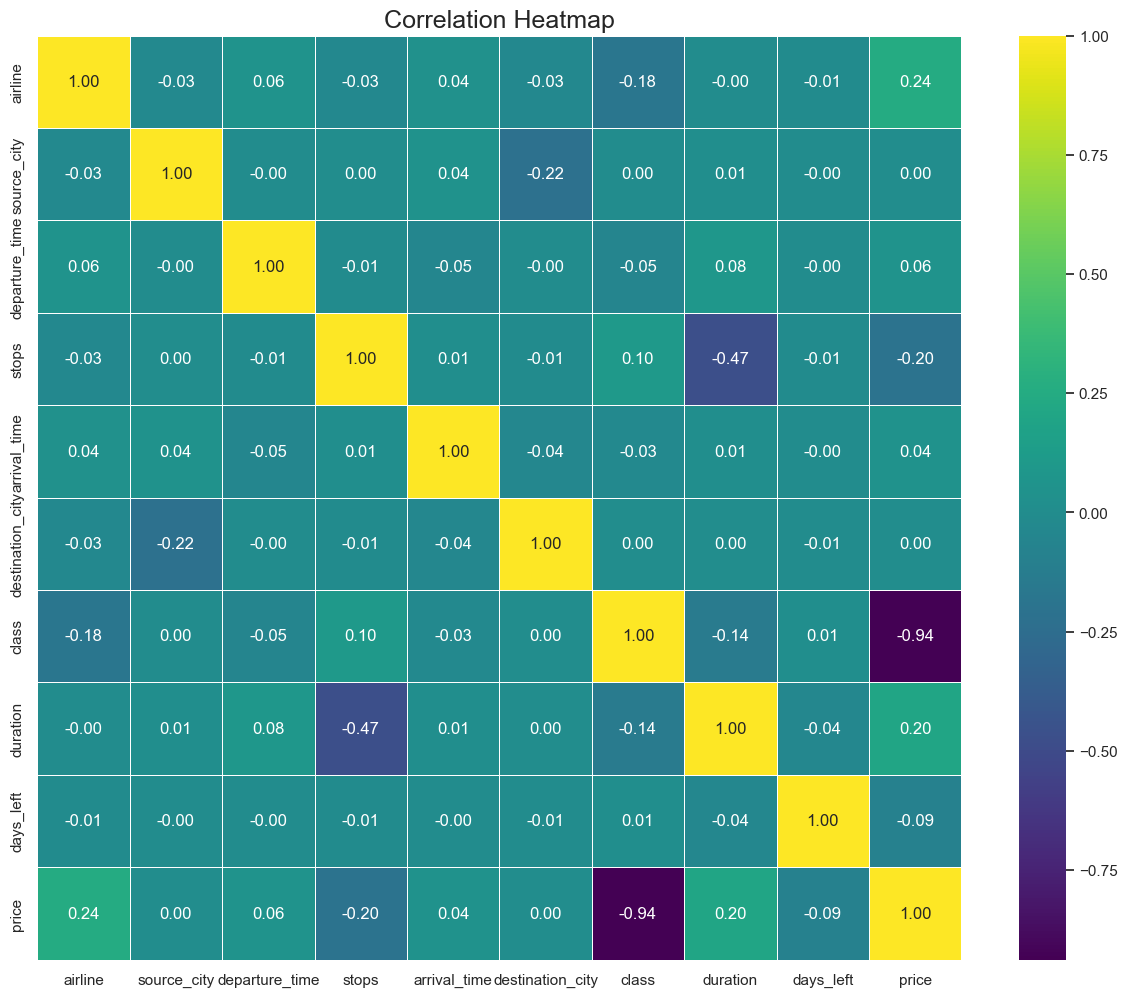 Correlation Heatmap
airline 1.00 -0.03 0.06 -0.03 0.04 -0.03 -0.18 -0.00 -0.01 0.24
source_city -0.03 1.00 -0.00 0.00 0.04 -0.22 0.00 0.01 -0.00 0.00
departure_time 0.06 -0.00 1.00 -0.01 -0.05 -0.00 -0.05 0.08 -0.00 0.06
stops -0.03 0.00 -0.01 1.00 0.01 -0.01 0.10 -0.47 -0.01 -0.20
arrival_time 0.04 0.04 -0.05 0.01 1.00 -0.04 -0.03 0.01 -0.00 0.04
destination_city -0.03 -0.22 -0.00 -0.01 -0.04 1.00 0.00 0.00 -0.01 0.00
class -0.18 0.00 -0.05 0.10 -0.03 0.00 1.00 -0.14 0.01 -0.94
duration -0.00 0.01 0.08 -0.47 0.01 0.00 -0.14 1.00 -0.04 0.20
days_left -0.01 -0.00 -0.00 -0.01 -0.00 -0.01 0.01 -0.04 1.00 -0.09
price 0.24 0.00 0.06 -0.20 0.04 0.00 -0.94 0.20 -0.09 1.00
airline source_city departure_time stops arrival_time destination_city class duration days_left price
1.00
0.75
0.50
0.25
0.00
−0.25
−0.50
−0.75